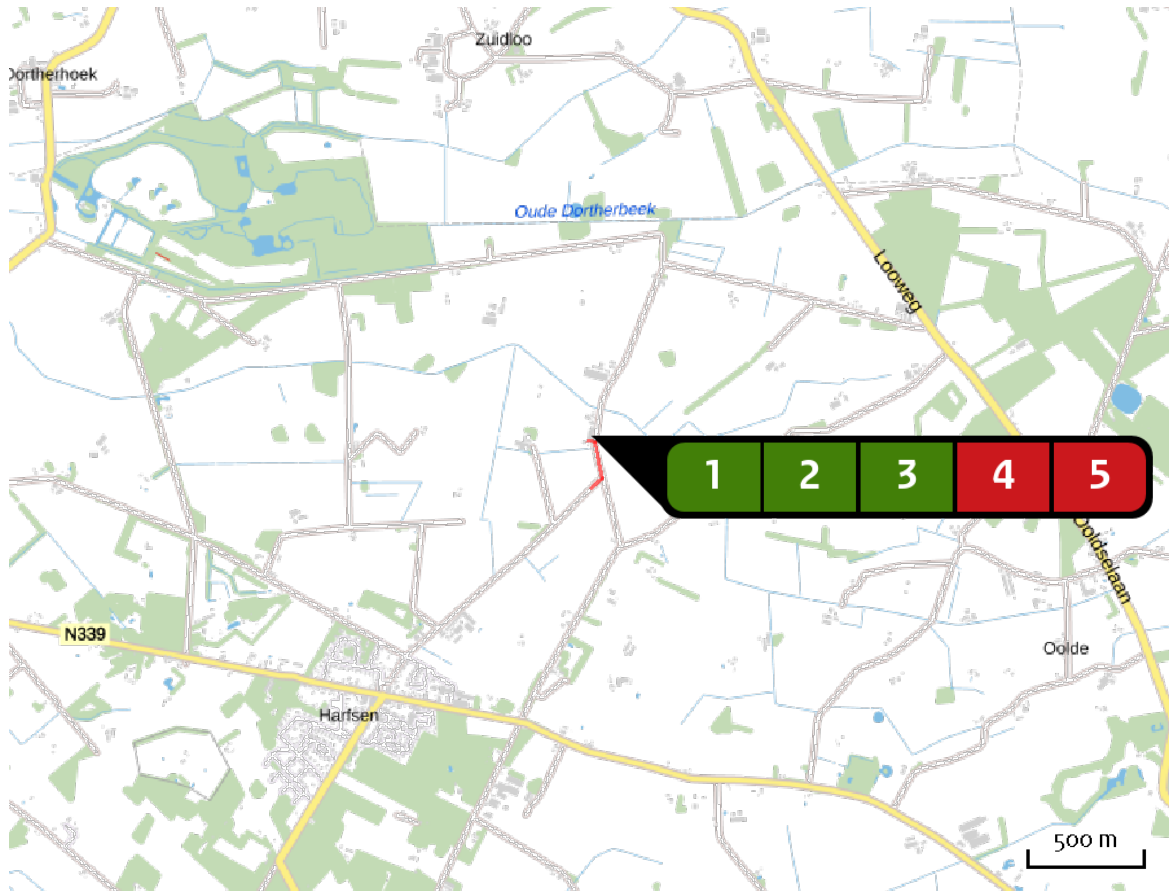 Zuidloo
Dortherhoek
Oude Dortherbeek
Looweg
1 2 3 4 5
Ooldselaan
N339
Oolde
Harfsen
500 m